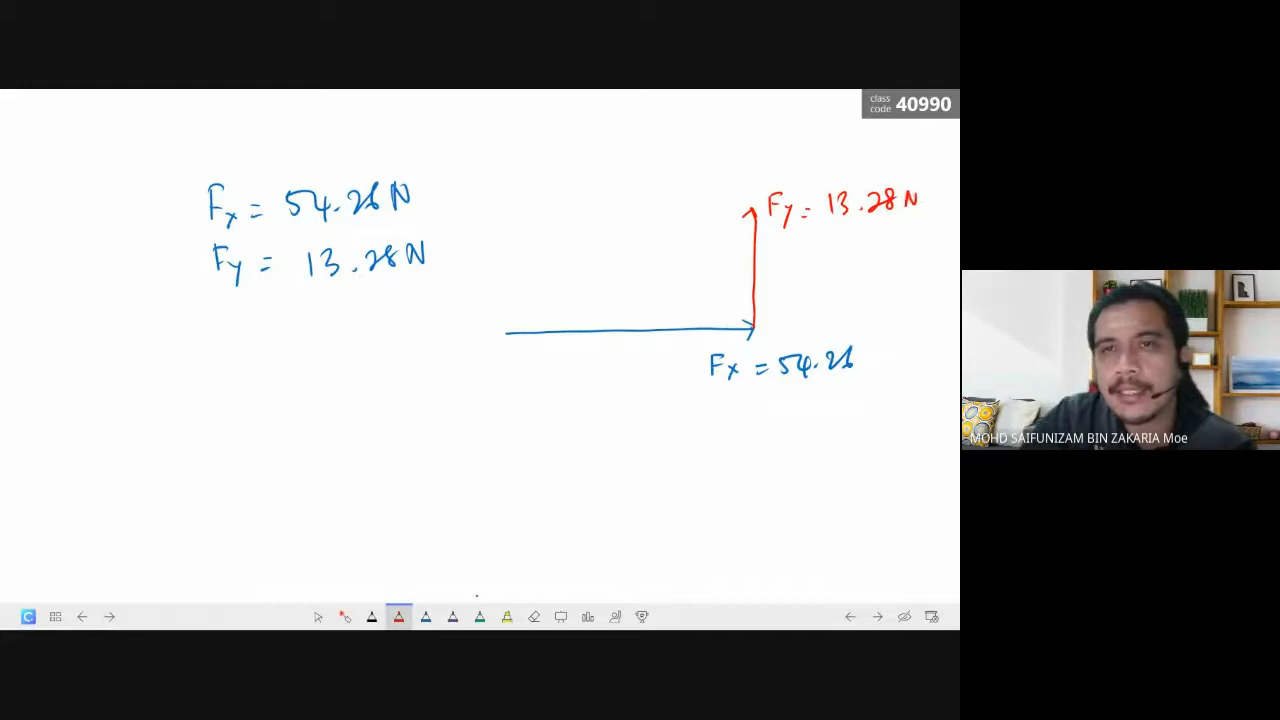 class code 40990
Fx = 54.26 N
Fy = 13.28 N
Fy = 13.28 N
Fx = 54.26
MOHD SAIFUNIZAM BIN ZAKARIA Moe